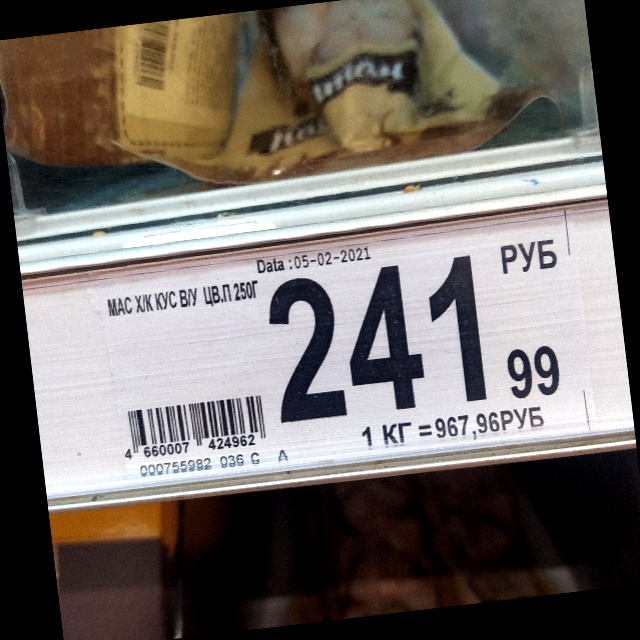 Data :05-02-2021
РУБ
МАС Х/К КУС В/У ЦВ.П 250Г
241 99
4 660007 424962
1 КГ =967,96РУБ
000755982 036 G A